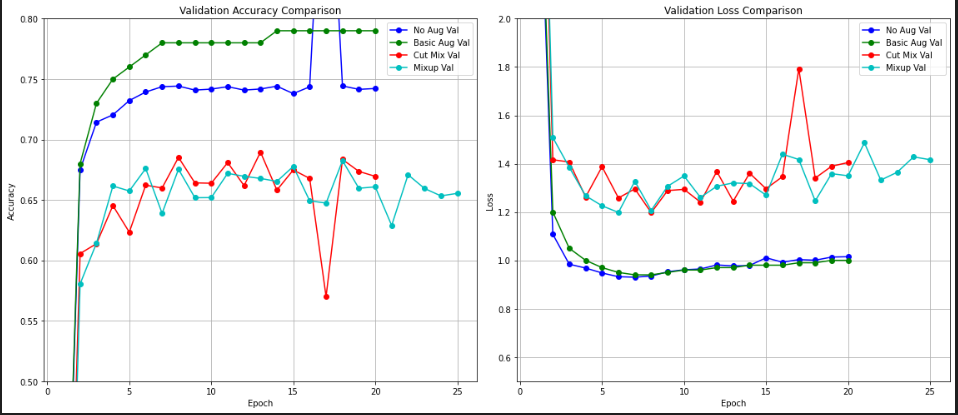 Validation Accuracy Comparison
0.80
0.75
0.70
0.65
0.60
0.55
0.50
Accuracy
0
5
10
15
20
25
Epoch
No Aug Val
Basic Aug Val
Cut Mix Val
Mixup Val
Validation Loss Comparison
2.0
1.8
1.6
1.4
1.2
1.0
0.8
0.6
Loss
0
5
10
15
20
25
Epoch
No Aug Val
Basic Aug Val
Cut Mix Val
Mixup Val